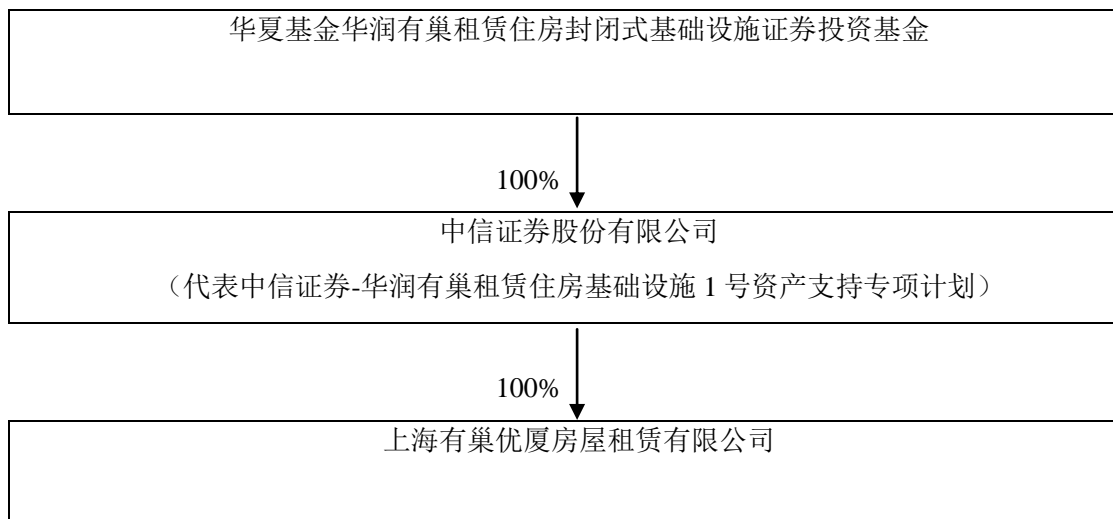 华夏基金华润有巢租赁住房封闭式基础设施证券投资基金
100%
中信证券股份有限公司
（代表中信证券-华润有巢租赁住房基础设施 1 号资产支持专项计划）
100%
上海有巢优厦房屋租赁有限公司